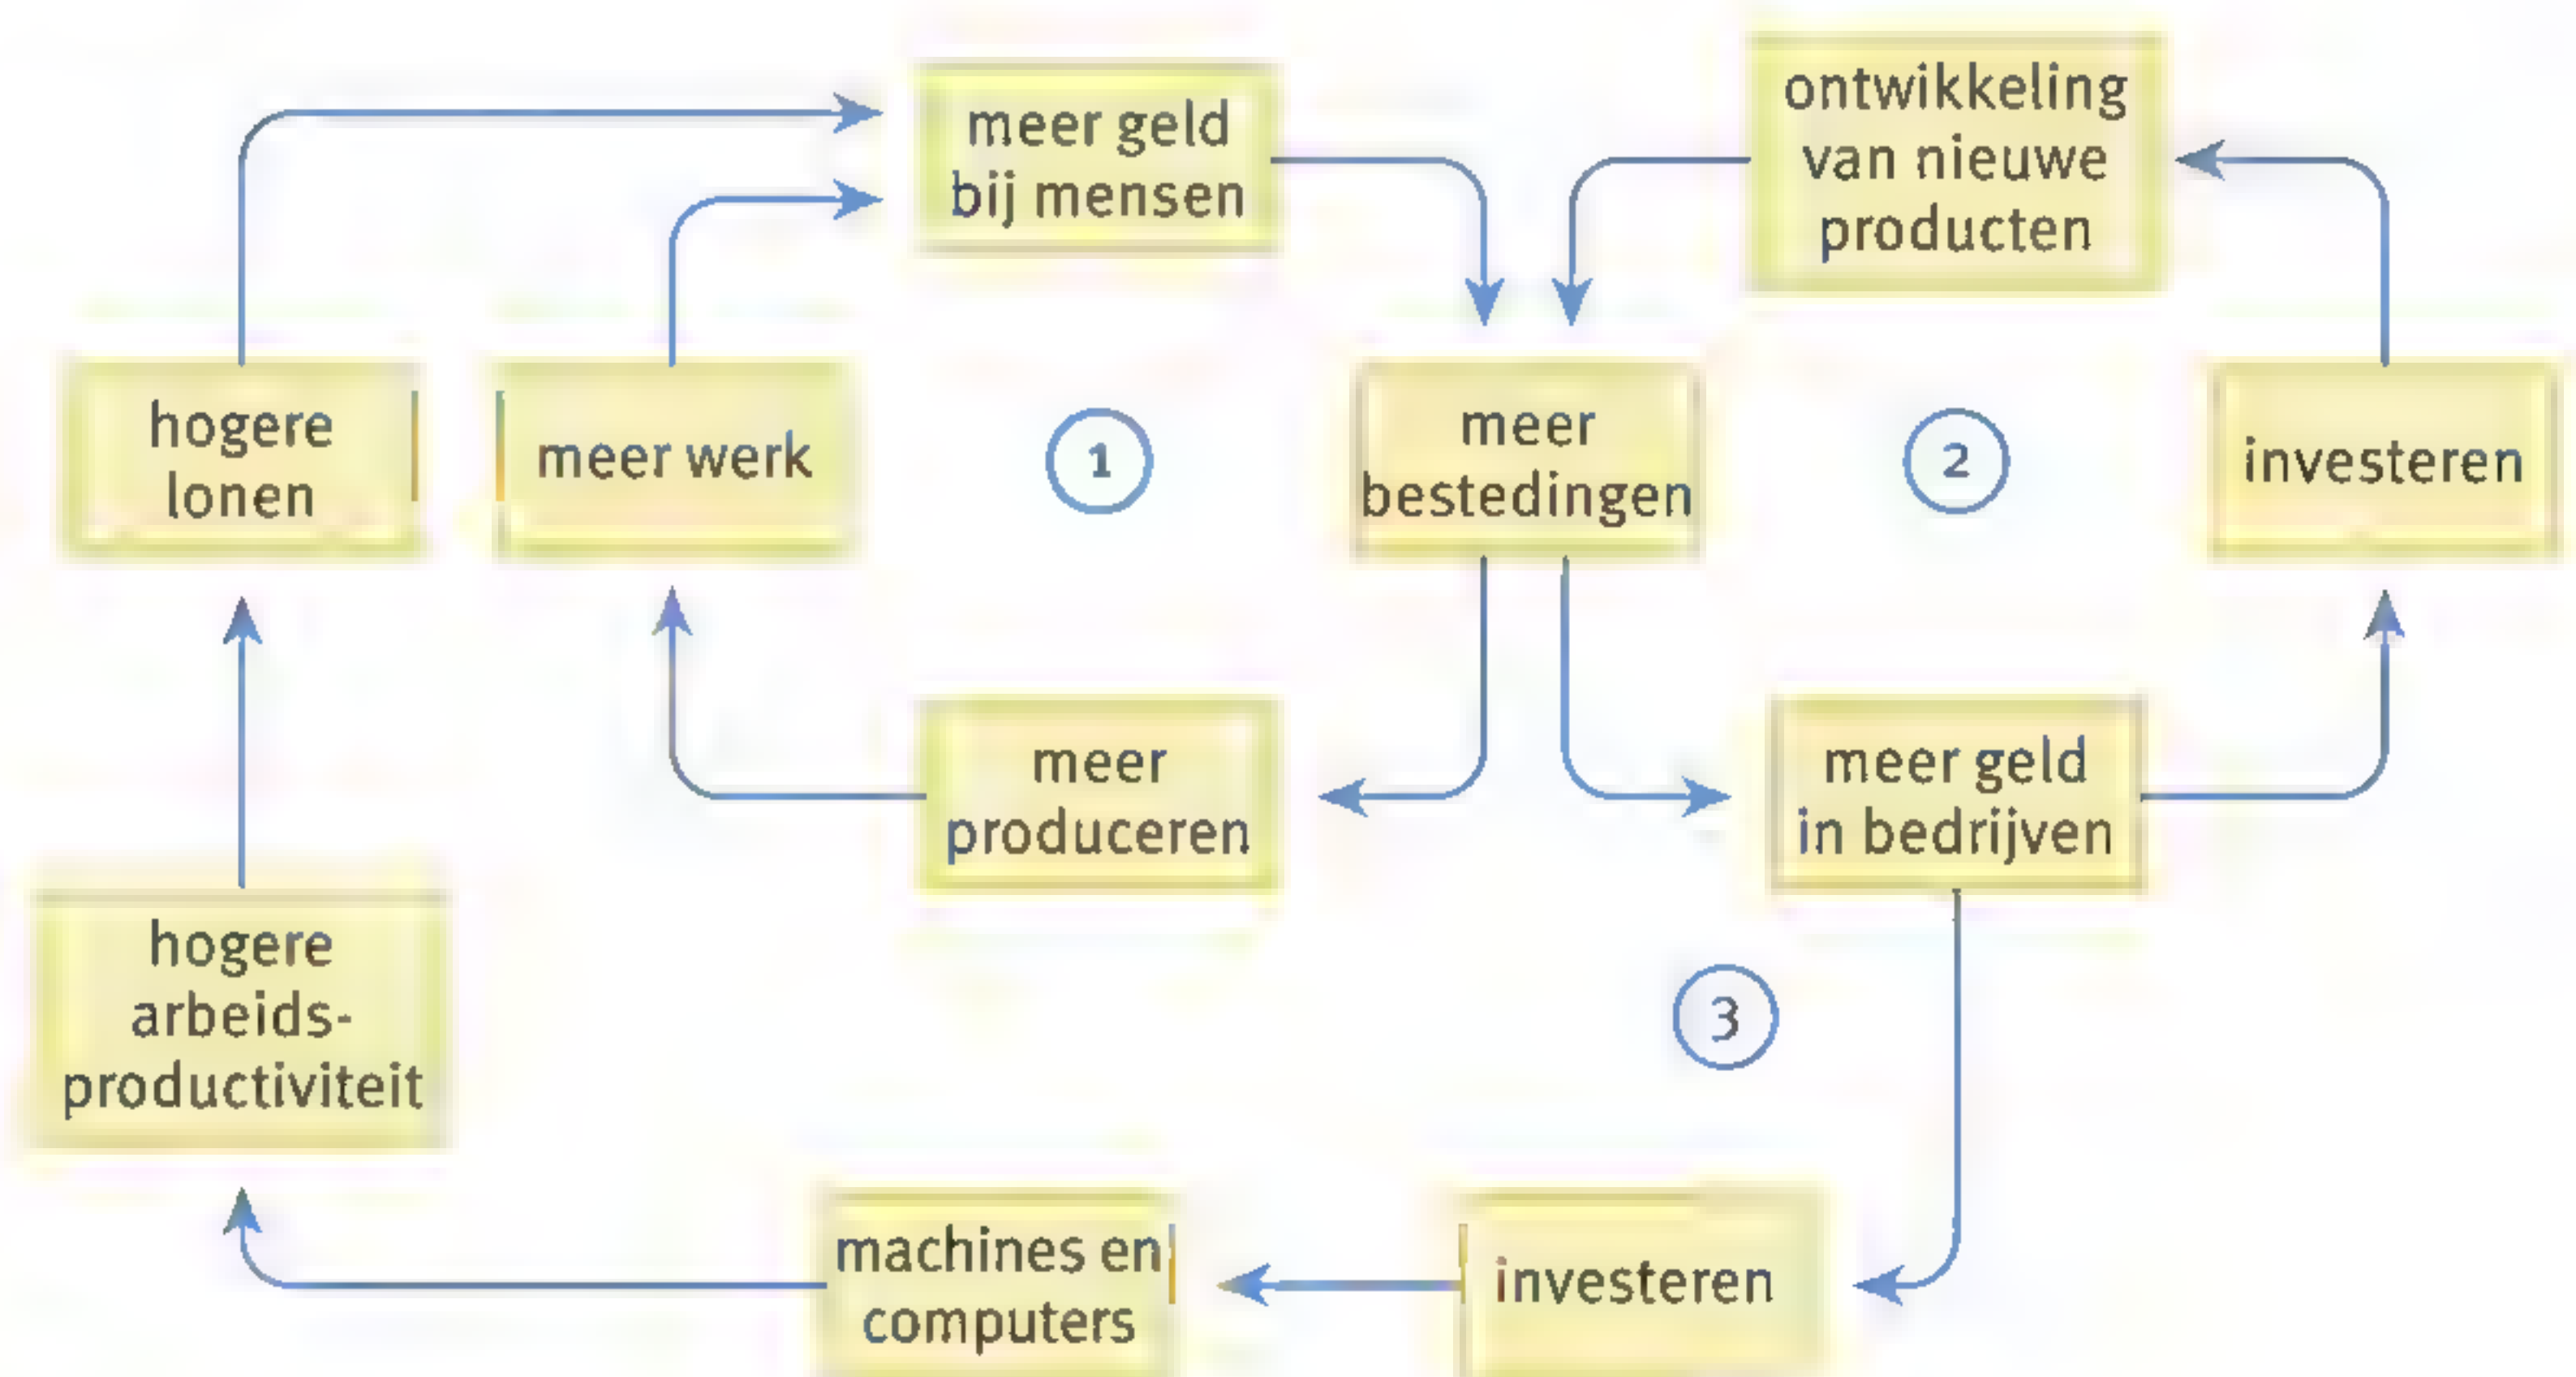 meer geld
bij mensen
ontwikkeling
van nieuwe
producten
hogere
lonen
meer werk
1
meer
bestedingen
2
investeren
meer
produceren
meer geld
in bedrijven
hogere
arbeids-
productiviteit
3
machines en
computers
investeren